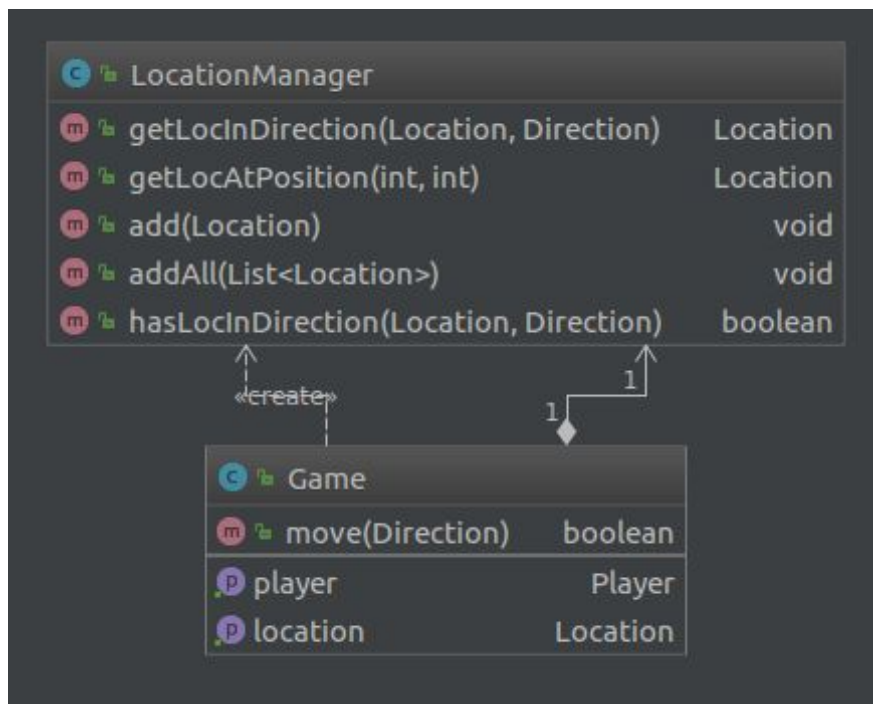 LocationManager
getLocInDirection(Location, Direction) Location
getLocAtPosition(int, int) Location
add(Location) void
addAll(List<Location>) void
hasLocInDirection(Location, Direction) boolean
«create»
1
1
Game
move(Direction) boolean
player Player
location Location